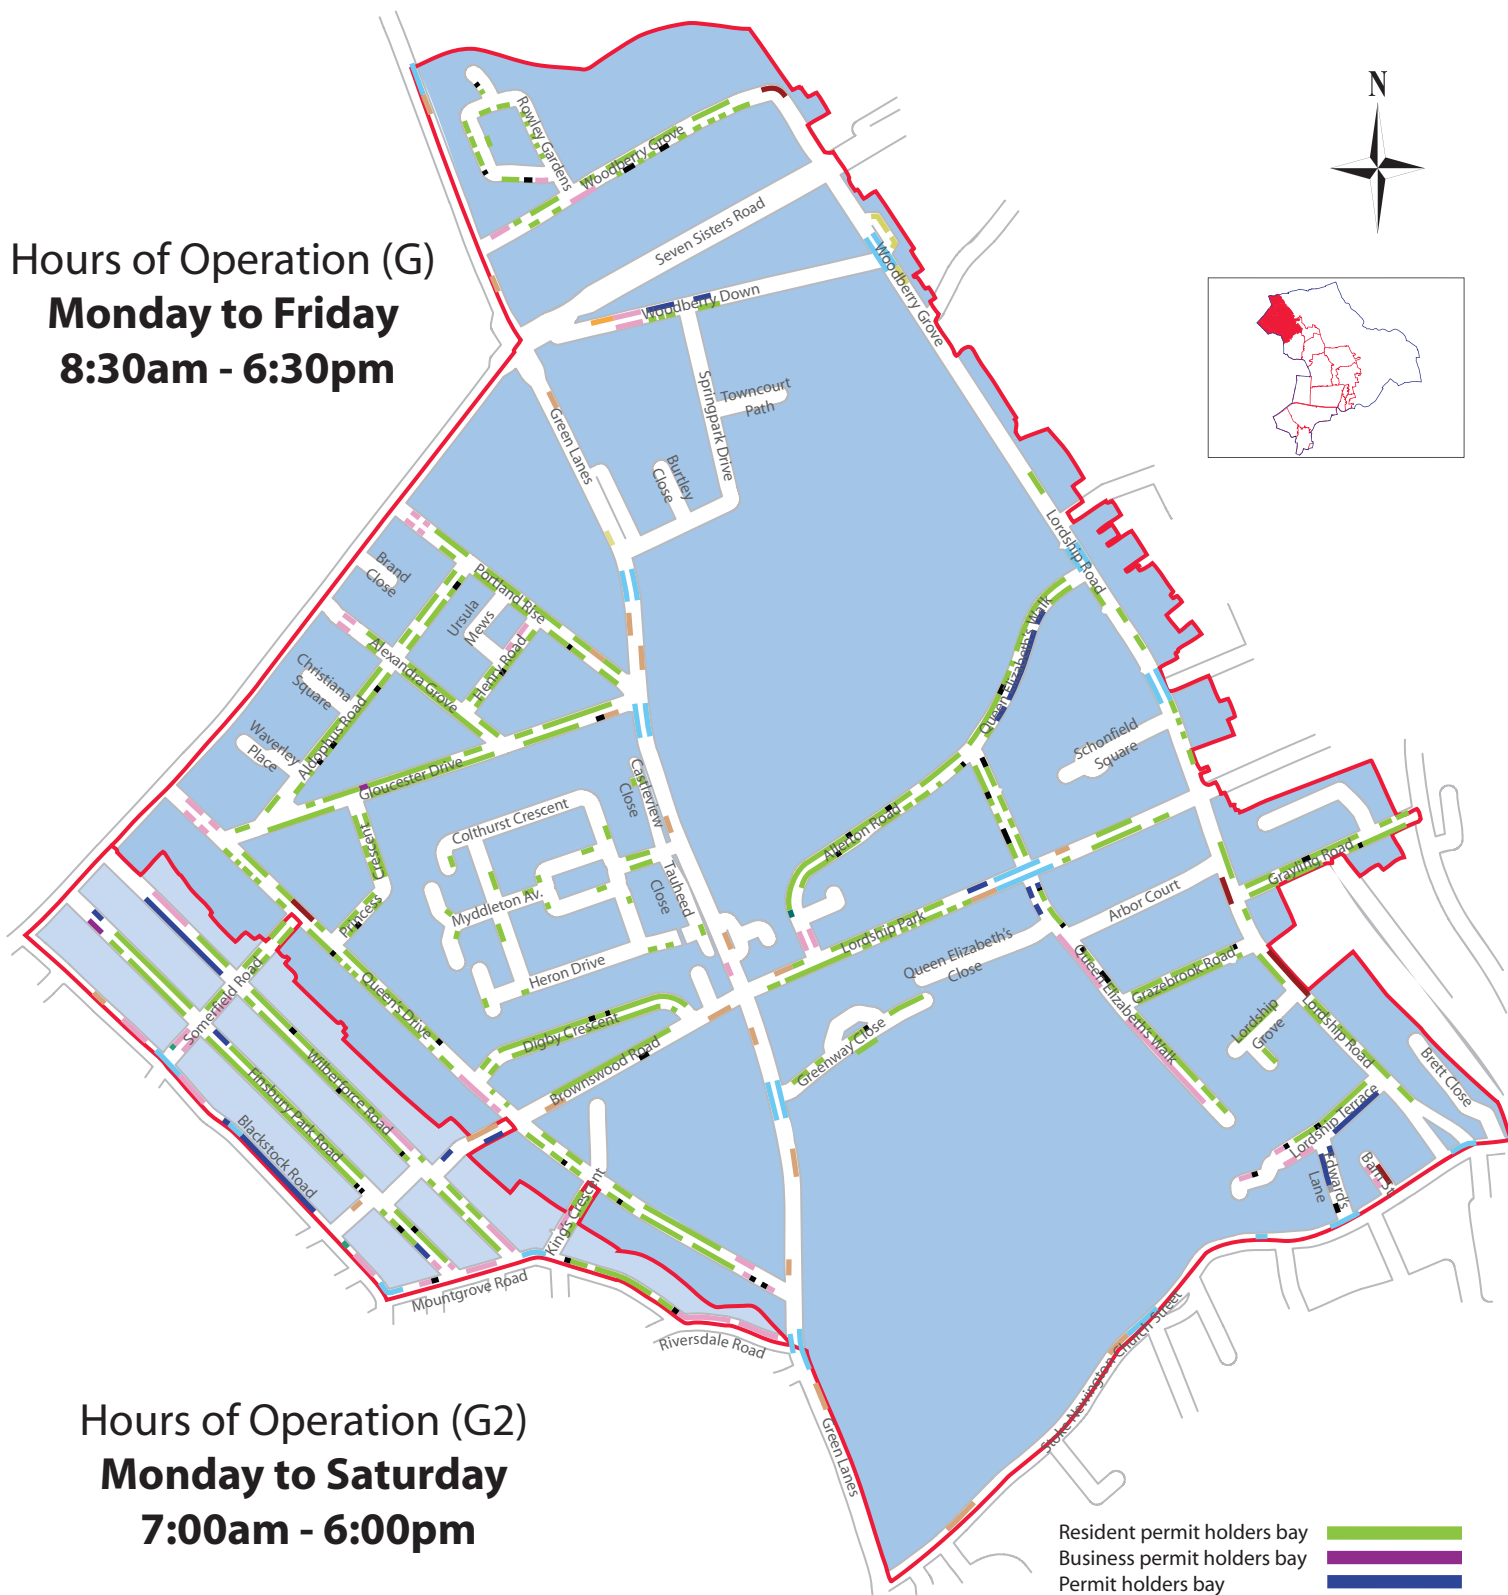 N
Hours of Operation (G)
Monday to Friday
8:30am - 6:30pm
Rowley Gardens
Woodberry Grove
Seven Sisters Road
Woodberry Down
Woodberry Grove
Springpark Drive
Towncourt
Path
Burtley
Close
Green Lanes
Lordship Road
Brand
Close
Portland Rise
Ursula
Mews
Henry Road
Alexandra Grove
Christiana
Square
Waverley
Place
Aldophus Road
Gloucester Drive
Queen Elizabeth's Walk
Schonfield
Square
Castleview
Close
Colthurst Crescent
Princess
Crescent
Myddleton Av.
Tauheed
Close
Heron Drive
Allerton Road
Grayling Road
Arbor Court
Lordship Park
Queen Elizabeth's
Close
Queen Elizabeth's Walk
Grazebrook Road
Lordship
Grove
Lordship Road
Brett Close
Somerfield Road
Queen's Drive
Digby Crescent
Brownswood Road
Greenway Close
Wilberforce Road
Finsbury Park Road
Blackstock Road
Lordship Terrace
Edward's
Lane
Barn St
King's Crescent
Mountgrove Road
Riversdale Road
Stoke Newington Church Street
Green Lanes
Hours of Operation (G2)
Monday to Saturday
7:00am - 6:00pm
Resident permit holders bay
Business permit holders bay
Permit holders bay